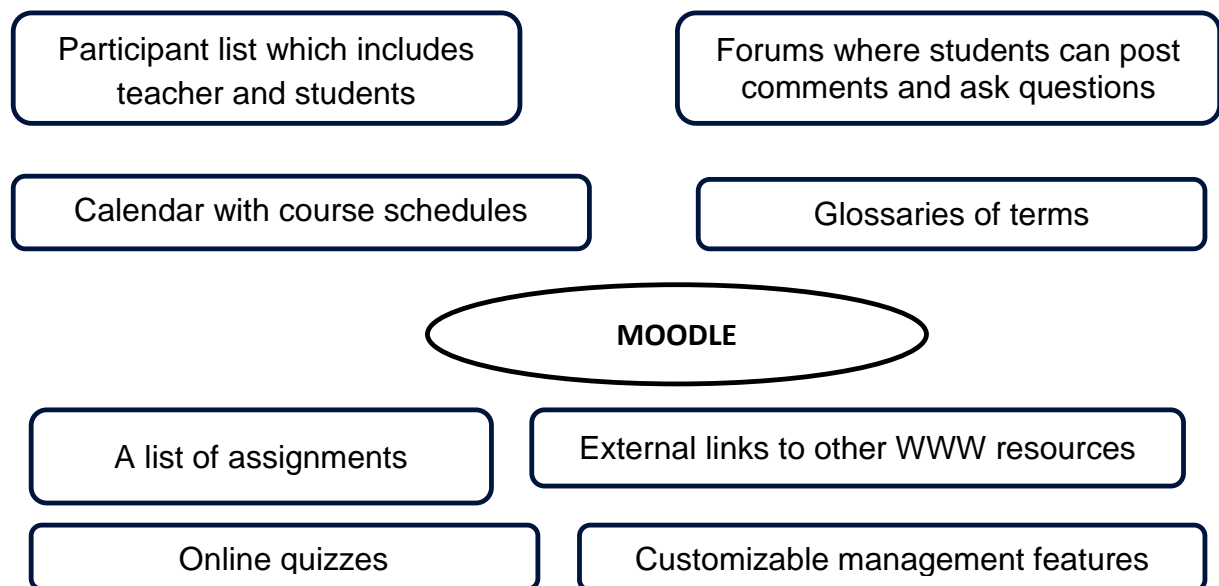 Participant list which includes
teacher and students
Forums where students can post
comments and ask questions
Calendar with course schedules
Glossaries of terms
MOODLE
A list of assignments
External links to other WWW resources
Online quizzes
Customizable management features